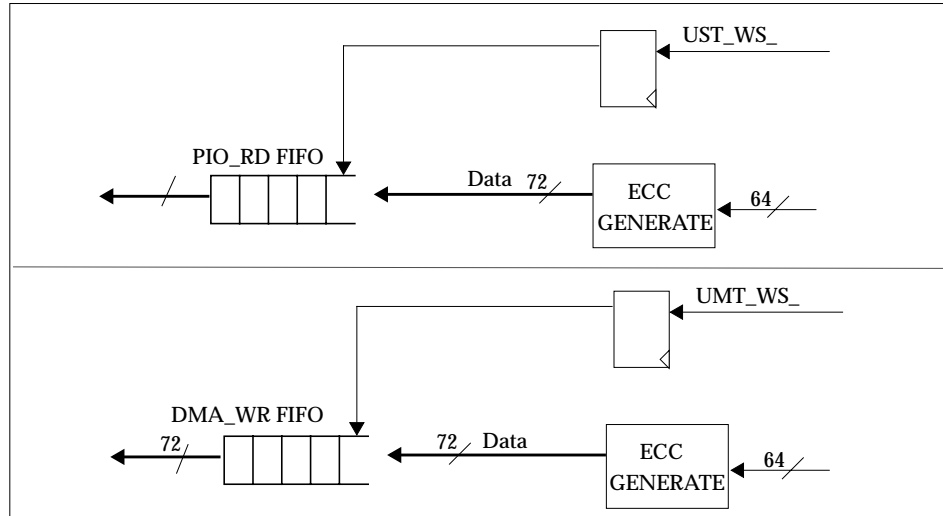 UST_WS_
PIO_RD FIFO
Data 72
ECC
GENERATE
64
UMT_WS_
DMA_WR FIFO
72
72 Data
ECC
GENERATE
64